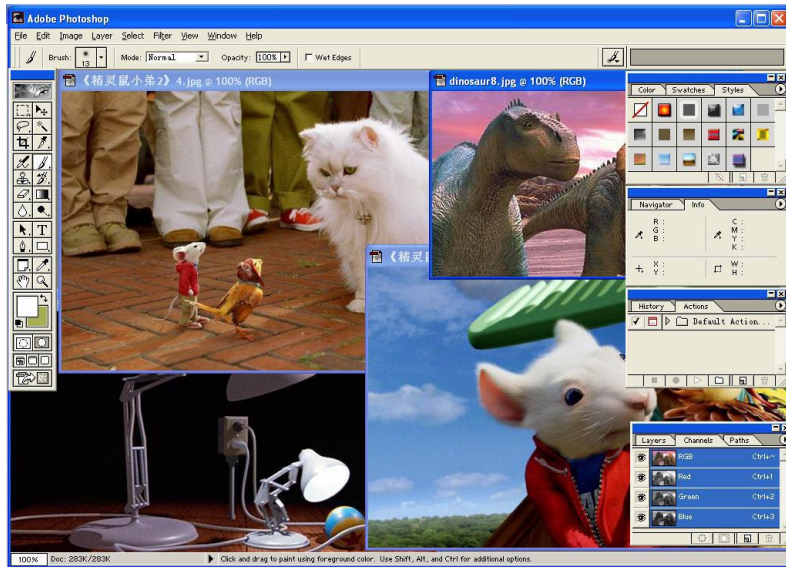 Adobe Photoshop
File Edit Image Layer Select Filter View Window Help
Brush: 13 Mode: Normal Opacity: 100% Wet Edges
《精灵鼠小弟2》4.jpg @ 100% (RGB)
dinosaur8.jpg @ 100% (RGB)
Color Swatches Styles
Navigator Info
R : C :
G : M :
B : Y :
K :
X : W :
Y : H :
《精灵鼠
History Actions
Default Action...
Layers Channels Paths
RGB Ctrl+~
Red Ctrl+1
Green Ctrl+2
Blue Ctrl+3
100% Doc: 283K/283K Click and drag to paint using foreground color. Use Shift, Alt, and Ctrl for additional options.